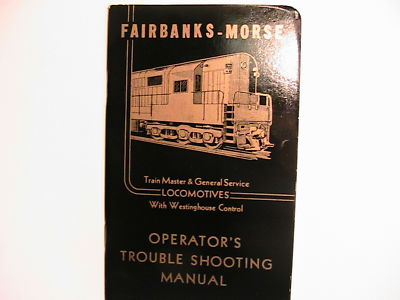 FAIRBANKS-MORSE
Train Master & General Service
LOCOMOTIVES
With Westinghouse Control
OPERATOR'S
TROUBLE SHOOTING
MANUAL